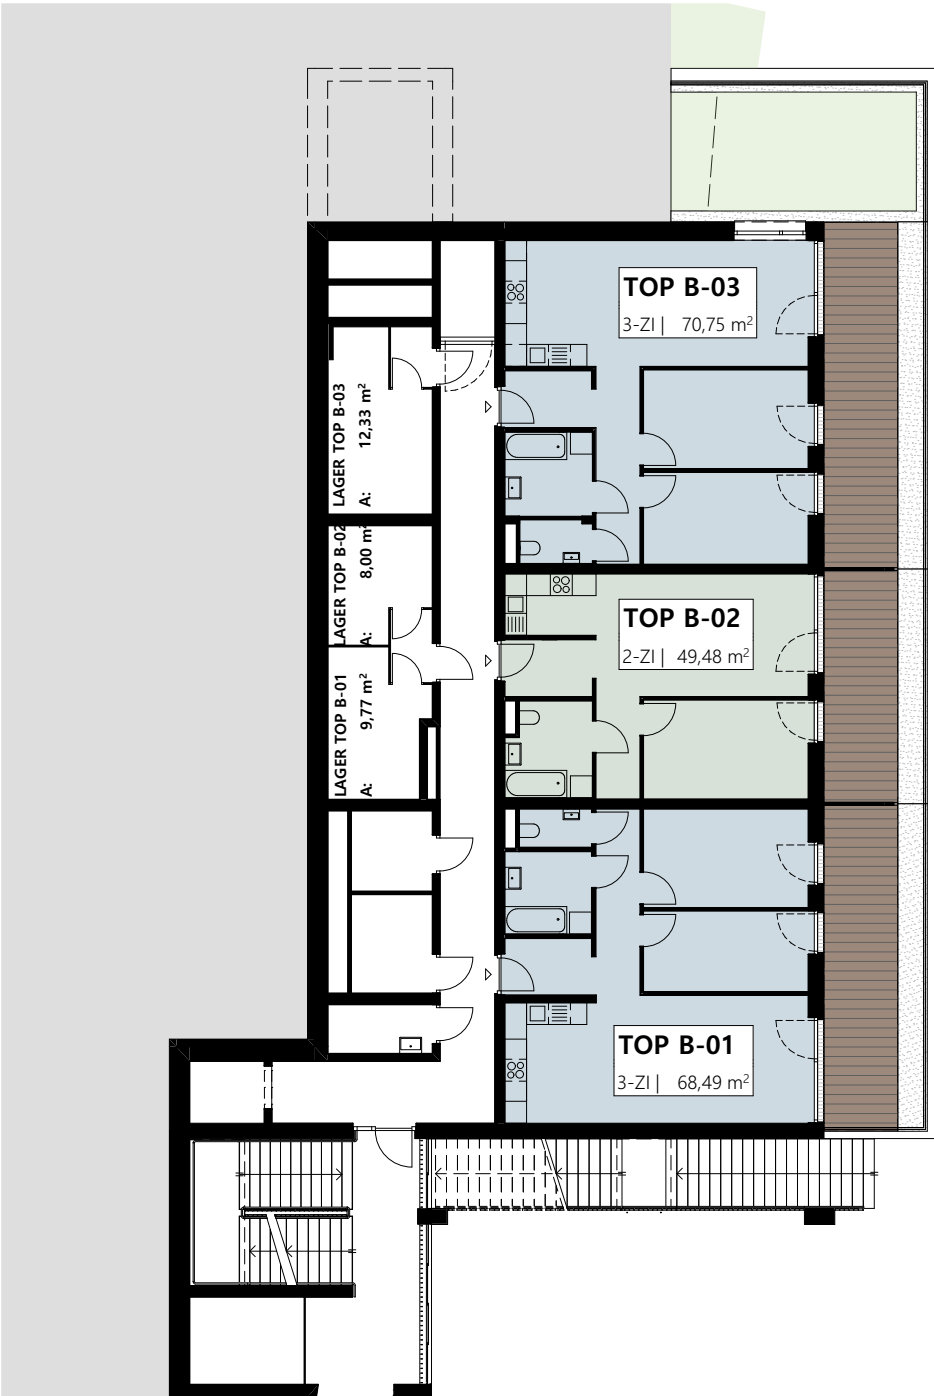 TOP B-03
3-ZI | 70,75 m²
LAGER TOP B-03
A: 12,33 m²
LAGER TOP B-02
A: 8,00 m²
TOP B-02
2-ZI | 49,48 m²
LAGER TOP B-01
A: 9,77 m²
TOP B-01
3-ZI | 68,49 m²